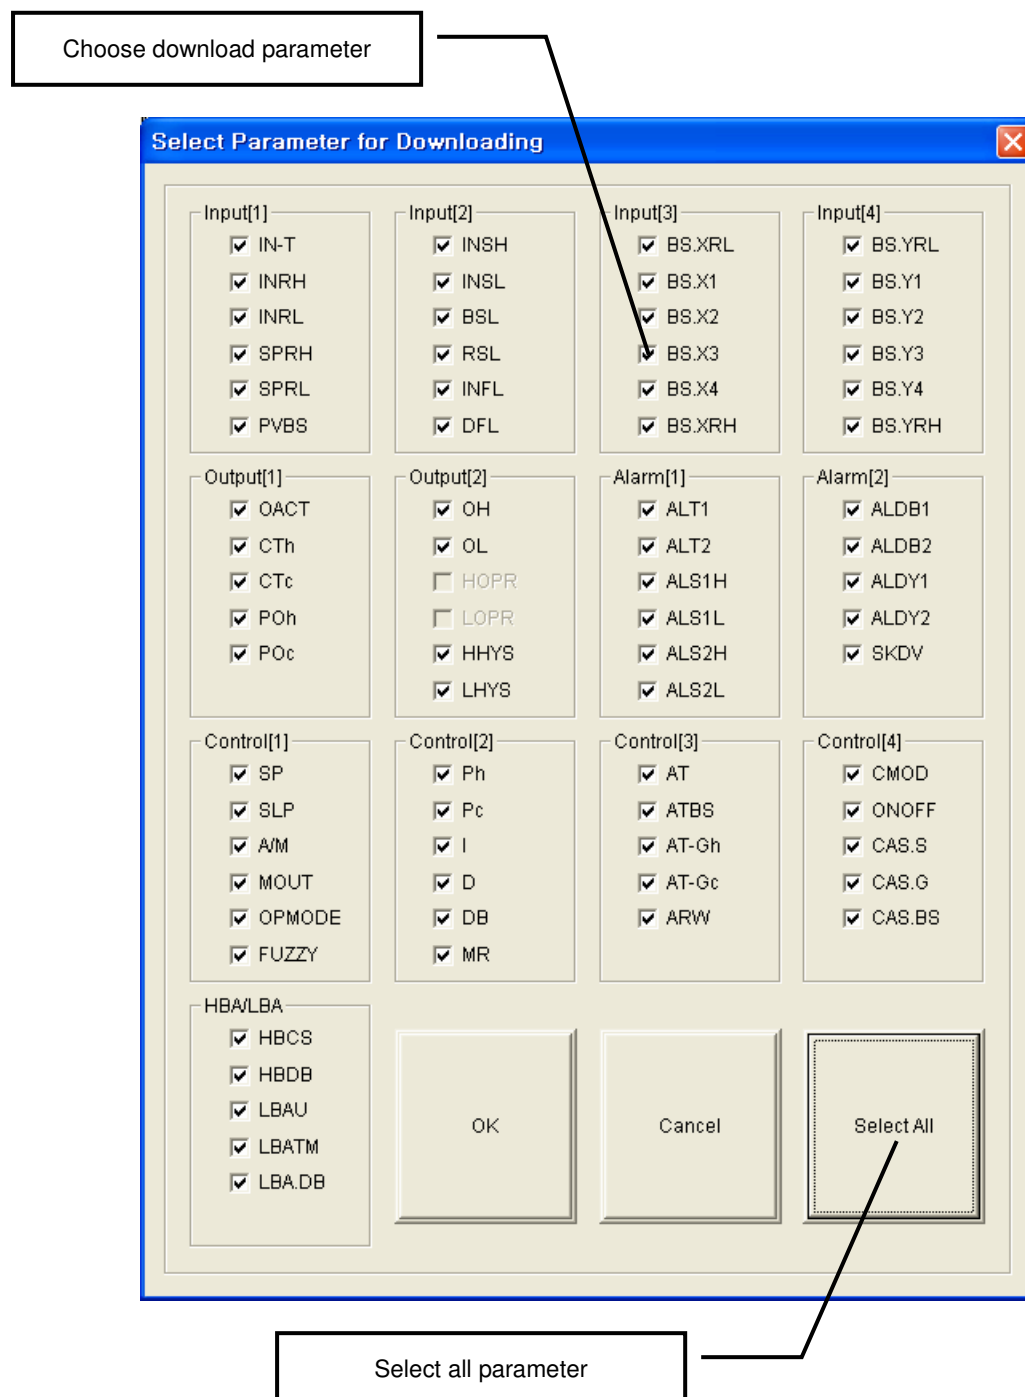 Choose download parameter
Select Parameter for Downloading
Input[1]
IN-T
INRH
INRL
SPRH
SPRL
PVBS
Input[2]
INSH
INSL
BSL
RSL
INFL
DFL
Input[3]
BS.XRL
BS.X1
BS.X2
BS.X3
BS.X4
BS.XRH
Input[4]
BS.YRL
BS.Y1
BS.Y2
BS.Y3
BS.Y4
BS.YRH
Output[1]
OACT
CTh
CTc
POh
POc
Output[2]
OH
OL
HOPR
LOPR
HHYS
LHYS
Alarm[1]
ALT1
ALT2
ALS1H
ALS1L
ALS2H
ALS2L
Alarm[2]
ALDB1
ALDB2
ALDY1
ALDY2
SKDV
Control[1]
SP
SLP
A/M
MOUT
OPMODE
FUZZY
Control[2]
Ph
Pc
I
D
DB
MR
Control[3]
AT
ATBS
AT-Gh
AT-Gc
ARW
Control[4]
CMOD
ONOFF
CAS.S
CAS.G
CAS.BS
HBA/LBA
HBCS
HBDB
LBAU
LBATM
LBA.DB
OK
Cancel
Select All
Select all parameter